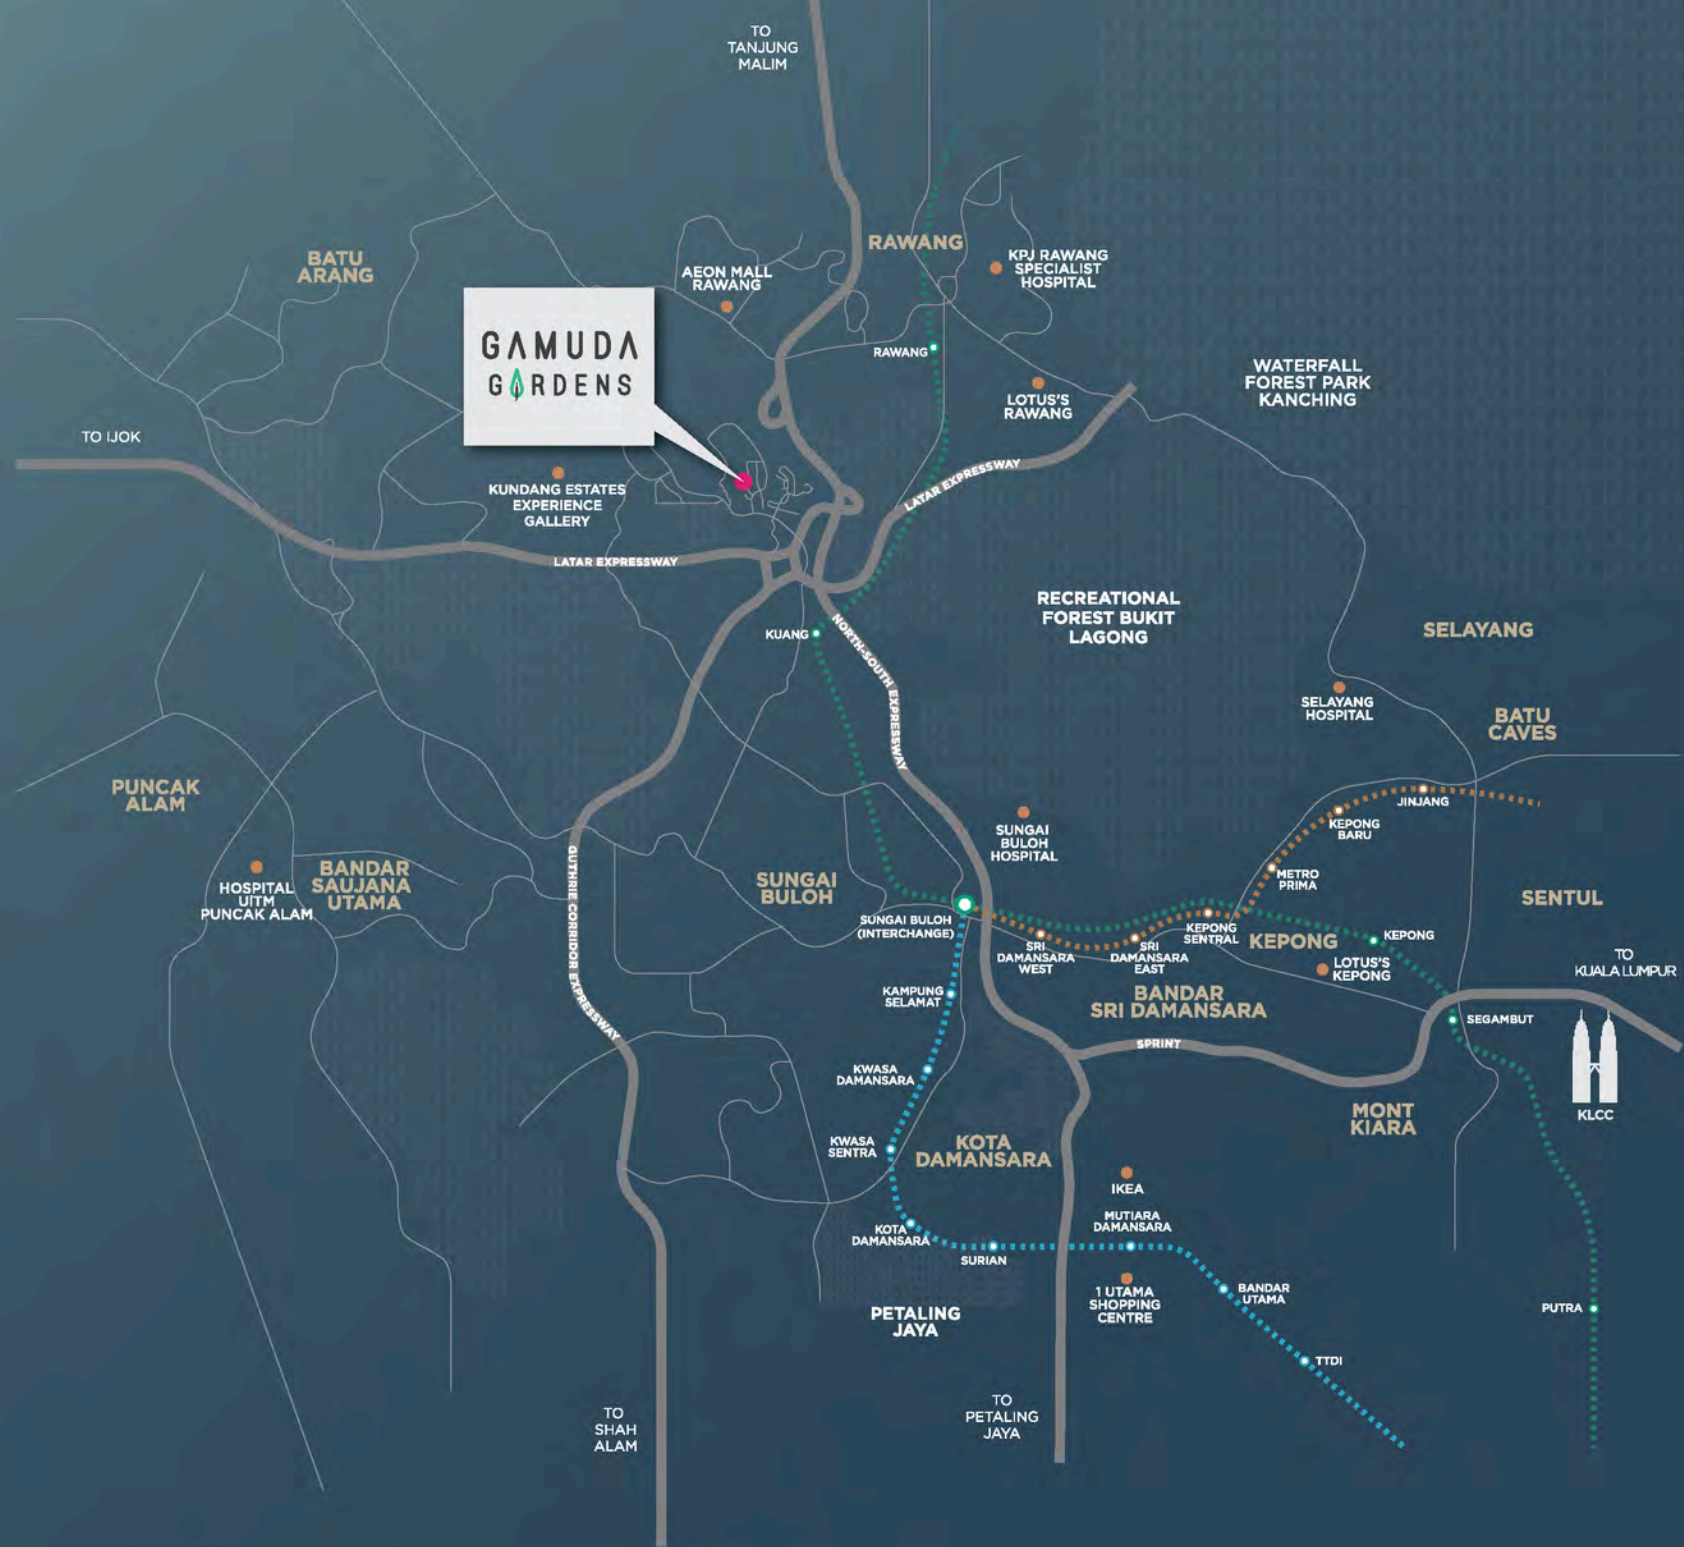 TO
TANJUNG
MALIM
RAWANG
BATU
ARANG
KPJ RAWANG
SPECIALIST
HOSPITAL
AEON MALL
RAWANG
GAMUDA
GARDENS
RAWANG
WATERFALL
FOREST PARK
KANCHING
LOTUS'S
RAWANG
TO IJOK
LATAR EXPRESSWAY
KUNDANG ESTATES
EXPERIENCE
GALLERY
LATAR EXPRESSWAY
RECREATIONAL
FOREST BUKIT
LAGONG
KUANG
NORTH-SOUTH EXPRESSWAY
SELAYANG
SELAYANG
HOSPITAL
BATU
CAVES
PUNCAK
ALAM
JINJANG
KEPONG
BARU
SUNGAI
BULOH
HOSPITAL
METRO
PRIMA
GUTHRIE CORRIDOR EXPRESSWAY
HOSPITAL
UITM
PUNCAK ALAM
BANDAR
SAUJANA
UTAMA
SUNGAI
BULOH
SENTUL
SUNGAI BULOH
(INTERCHANGE)
SRI
DAMANSARA
WEST
SRI
DAMANSARA
EAST
KEPONG
SENTRAL
KEPONG
KEPONG
LOTUS'S
KEPONG
TO
KUALA LUMPUR
KAMPUNG
SELAMAT
BANDAR
SRI DAMANSARA
SEGAMBUT
SPRINT
KWASA
DAMANSARA
KLCC
MONT
KIARA
KWASA
SENTRA
KOTA
DAMANSARA
IKEA
MUTIARA
DAMANSARA
KOTA
DAMANSARA
SURIAN
1 UTAMA
SHOPPING
CENTRE
BANDAR
UTAMA
PETALING
JAYA
PUTRA
TTDI
TO
SHAH
ALAM
TO
PETALING
JAYA